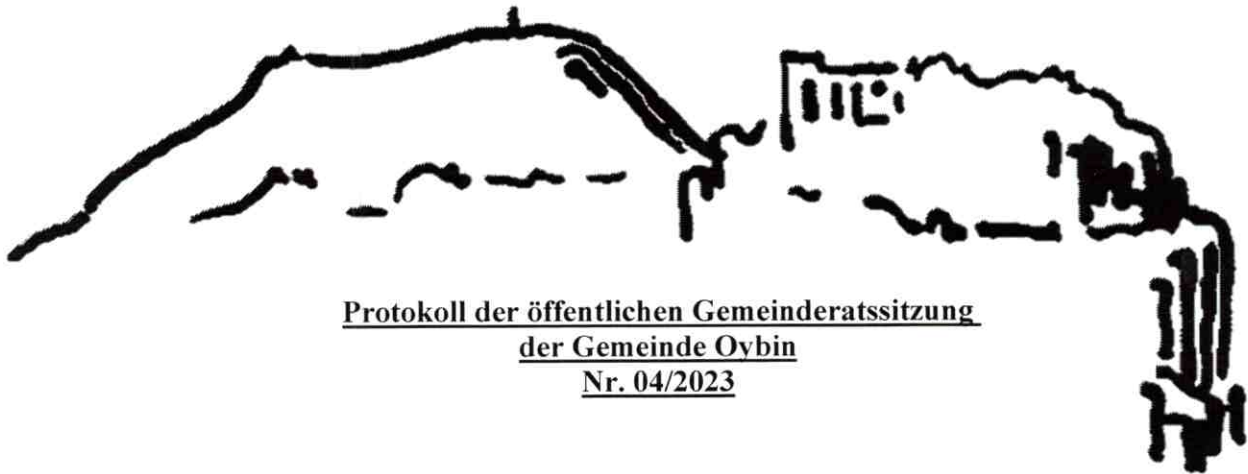 Protokoll der öffentlichen Gemeinderatssitzung
der Gemeinde Oybin
Nr. 04/2023